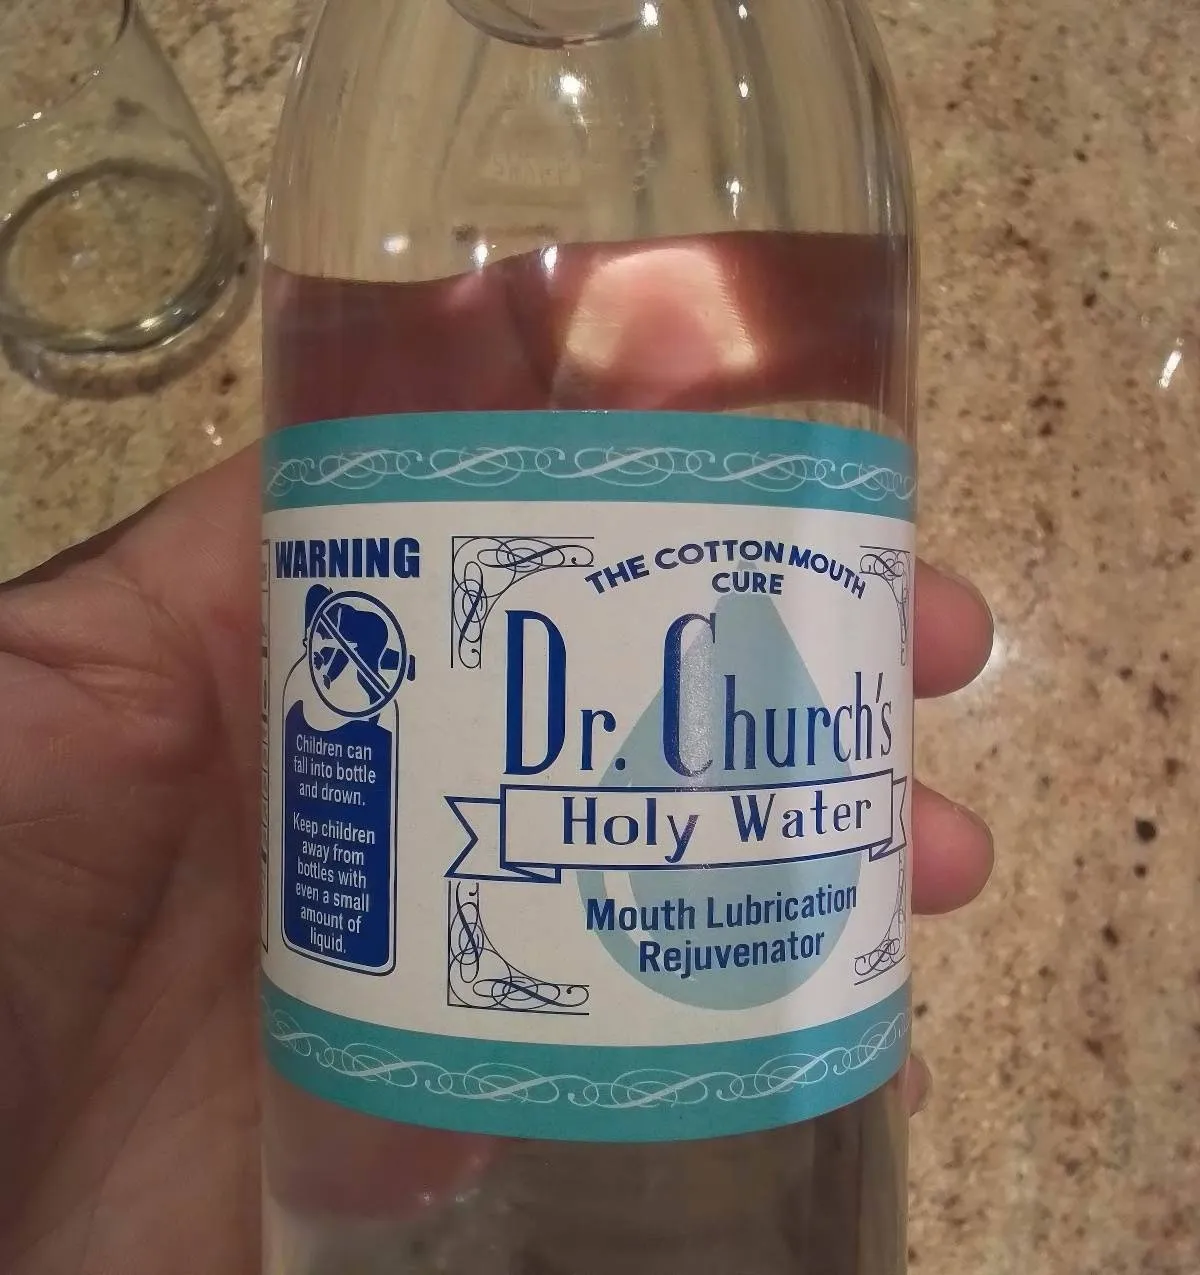 WARNING
Children can
fall into bottle
and drown.
Keep children
away from
bottles with
even a small
amount of
liquid.
THE COTTON MOUTH
CURE
Dr. Church's
Holy Water
Mouth Lubrication
Rejuvenator